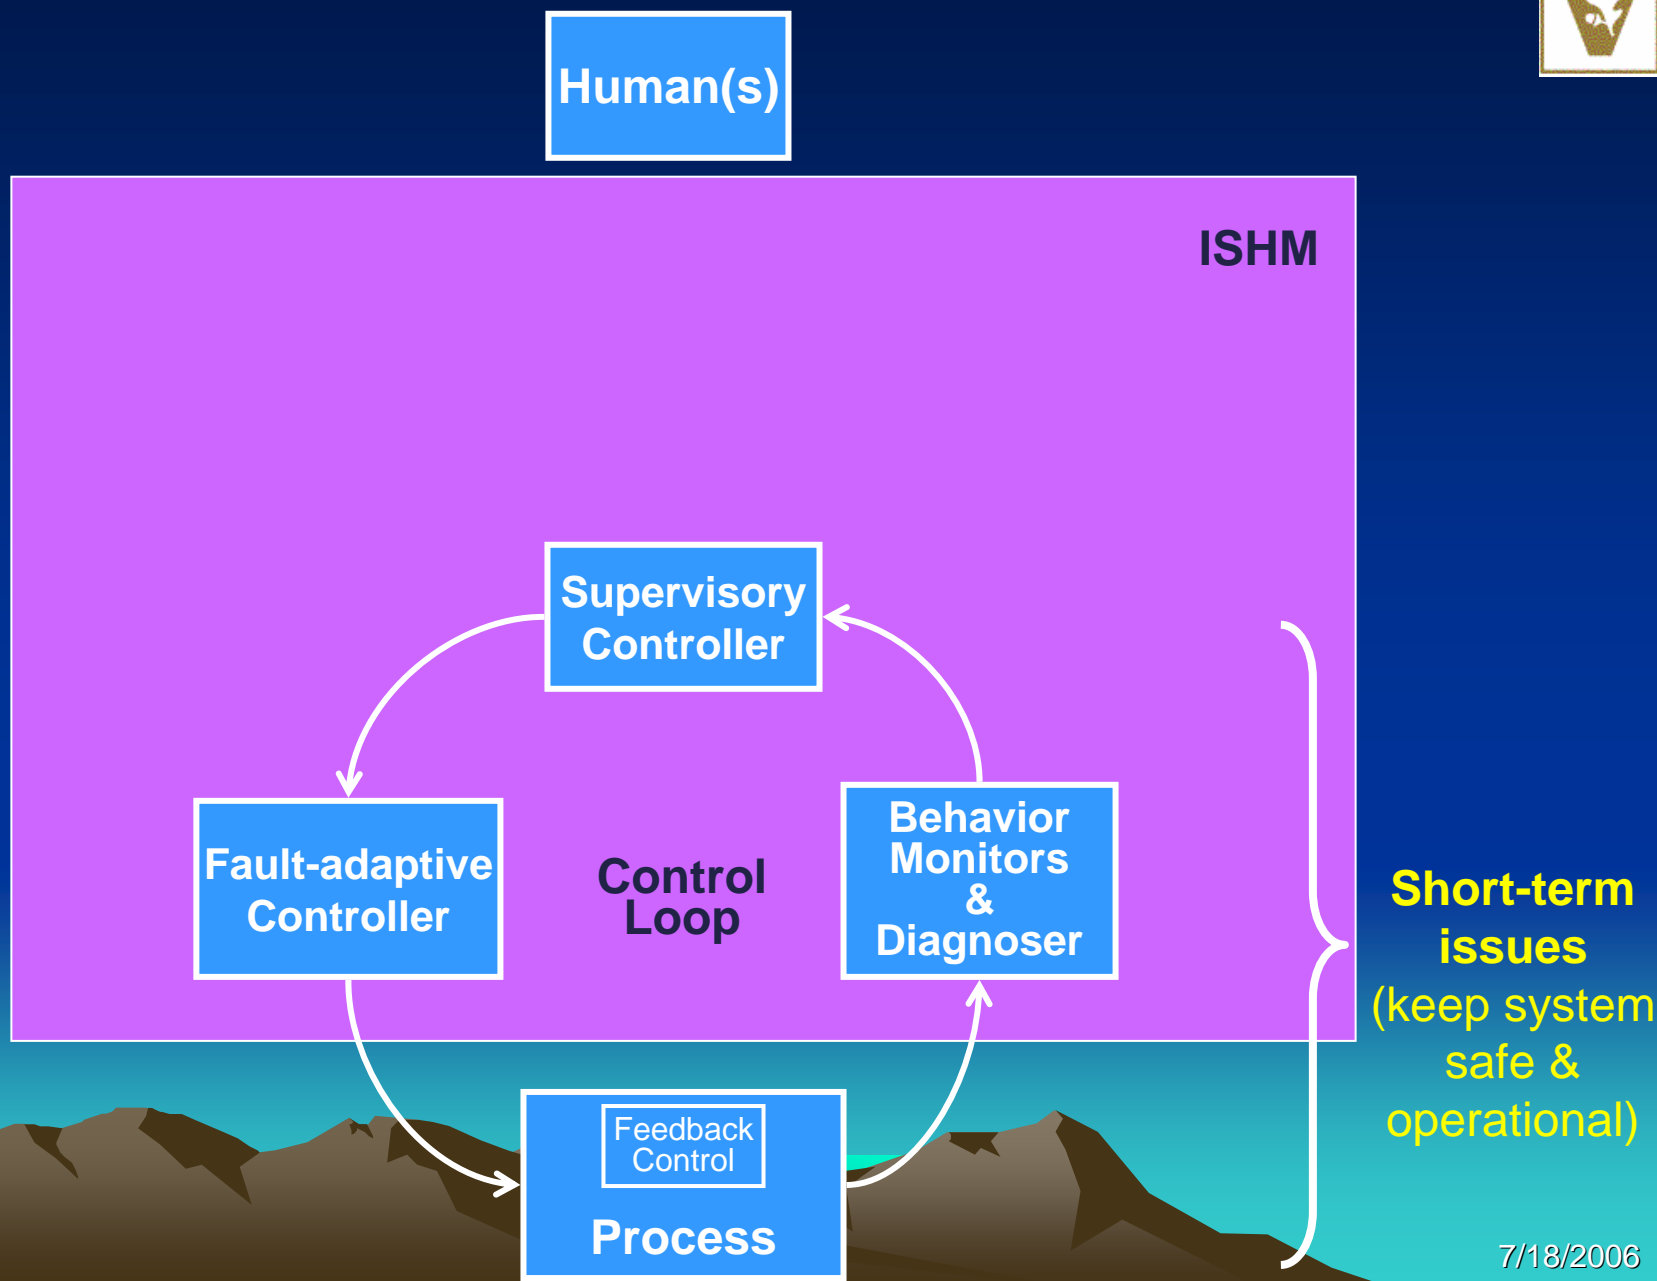 Human(s)
ISHM
Supervisory
Controller
Fault-adaptive
Controller
Control
Loop
Behavior
Monitors
&
Diagnoser
Short-term
issues
(keep system
safe &
operational)
Feedback
Control
Process
7/18/2006